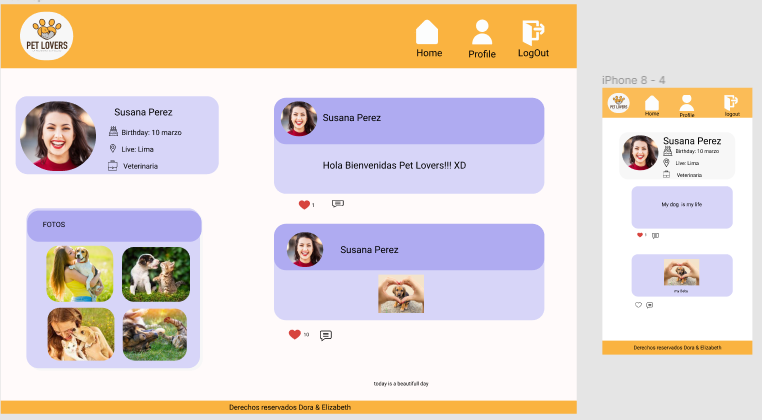 PET LOVERS
Home
Profile
LogOut
Susana Perez
Birthday: 10 marzo
Live: Lima
Veterinaria
FOTOS
Susana Perez
Hola Bienvenidas Pet Lovers!!! XD
1
Susana Perez
10
today is a beautifull day
Derechos reservados Dora & Elizabeth
iPhone 8 - 4
PET LOVERS
Home
Profile
logout
Susana Perez
Birthday: 10 marzo
Live: Lima
Veterinaria
My dog is my life
Derechos reservados Dora & Elizabeth